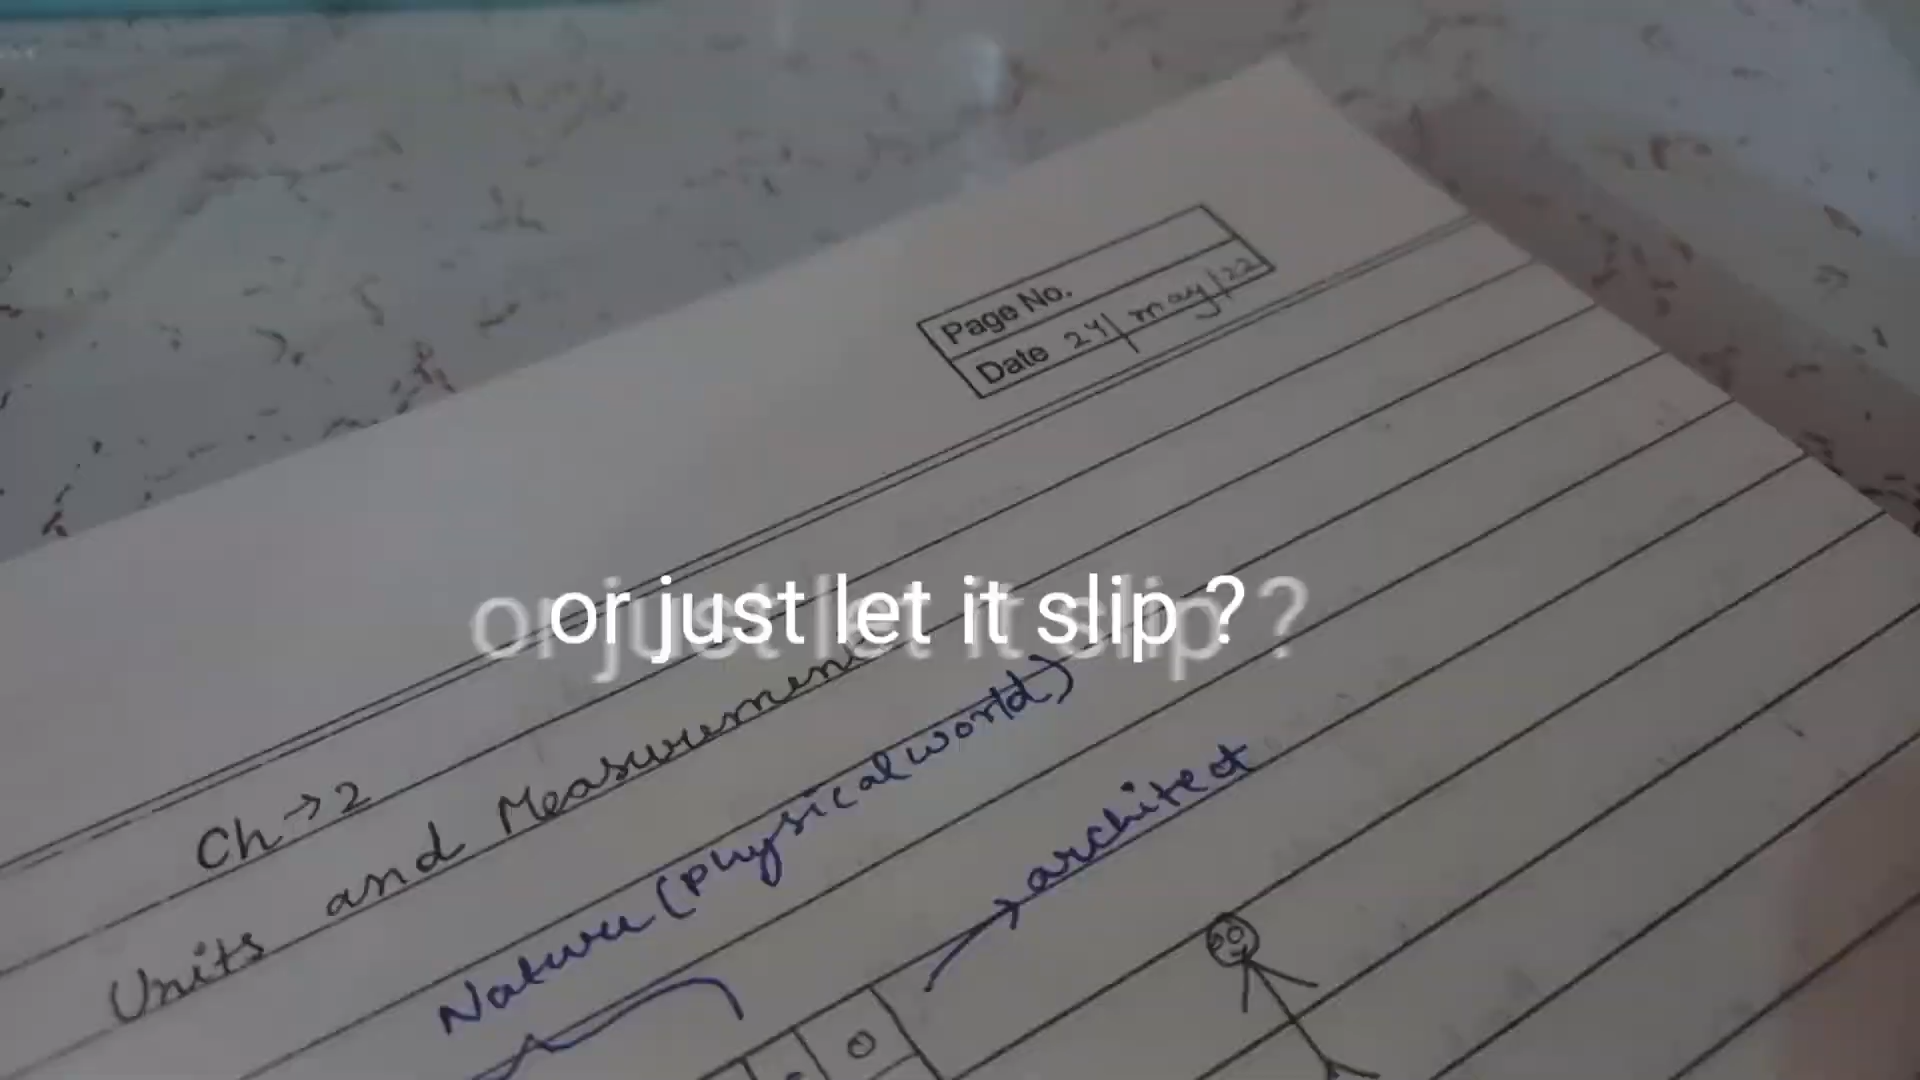 Page No.
Date 24/may/22
or just let it slip ?
Ch → 2
Units and Measurement
Nature (physical world)
→ architect